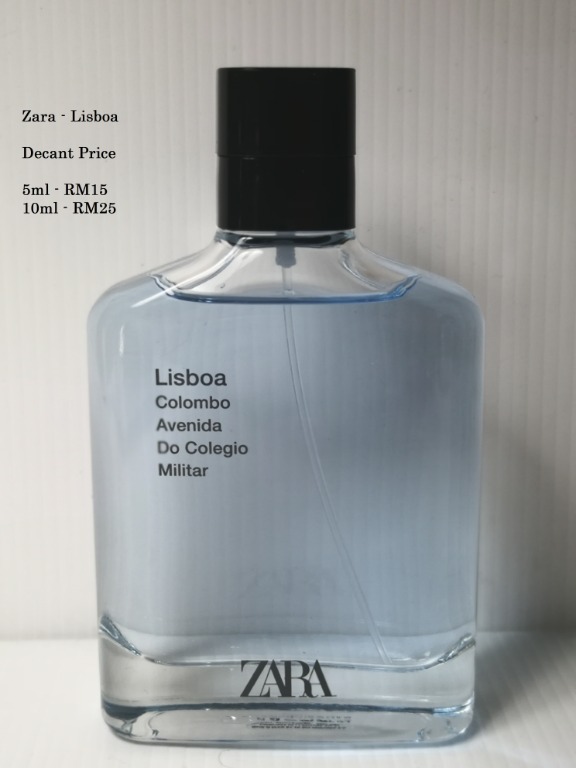 Zara - Lisboa
Decant Price
5ml - RM15
10ml - RM25
Lisboa
Colombo
Avenida
Do Colegio
Militar
ZARA